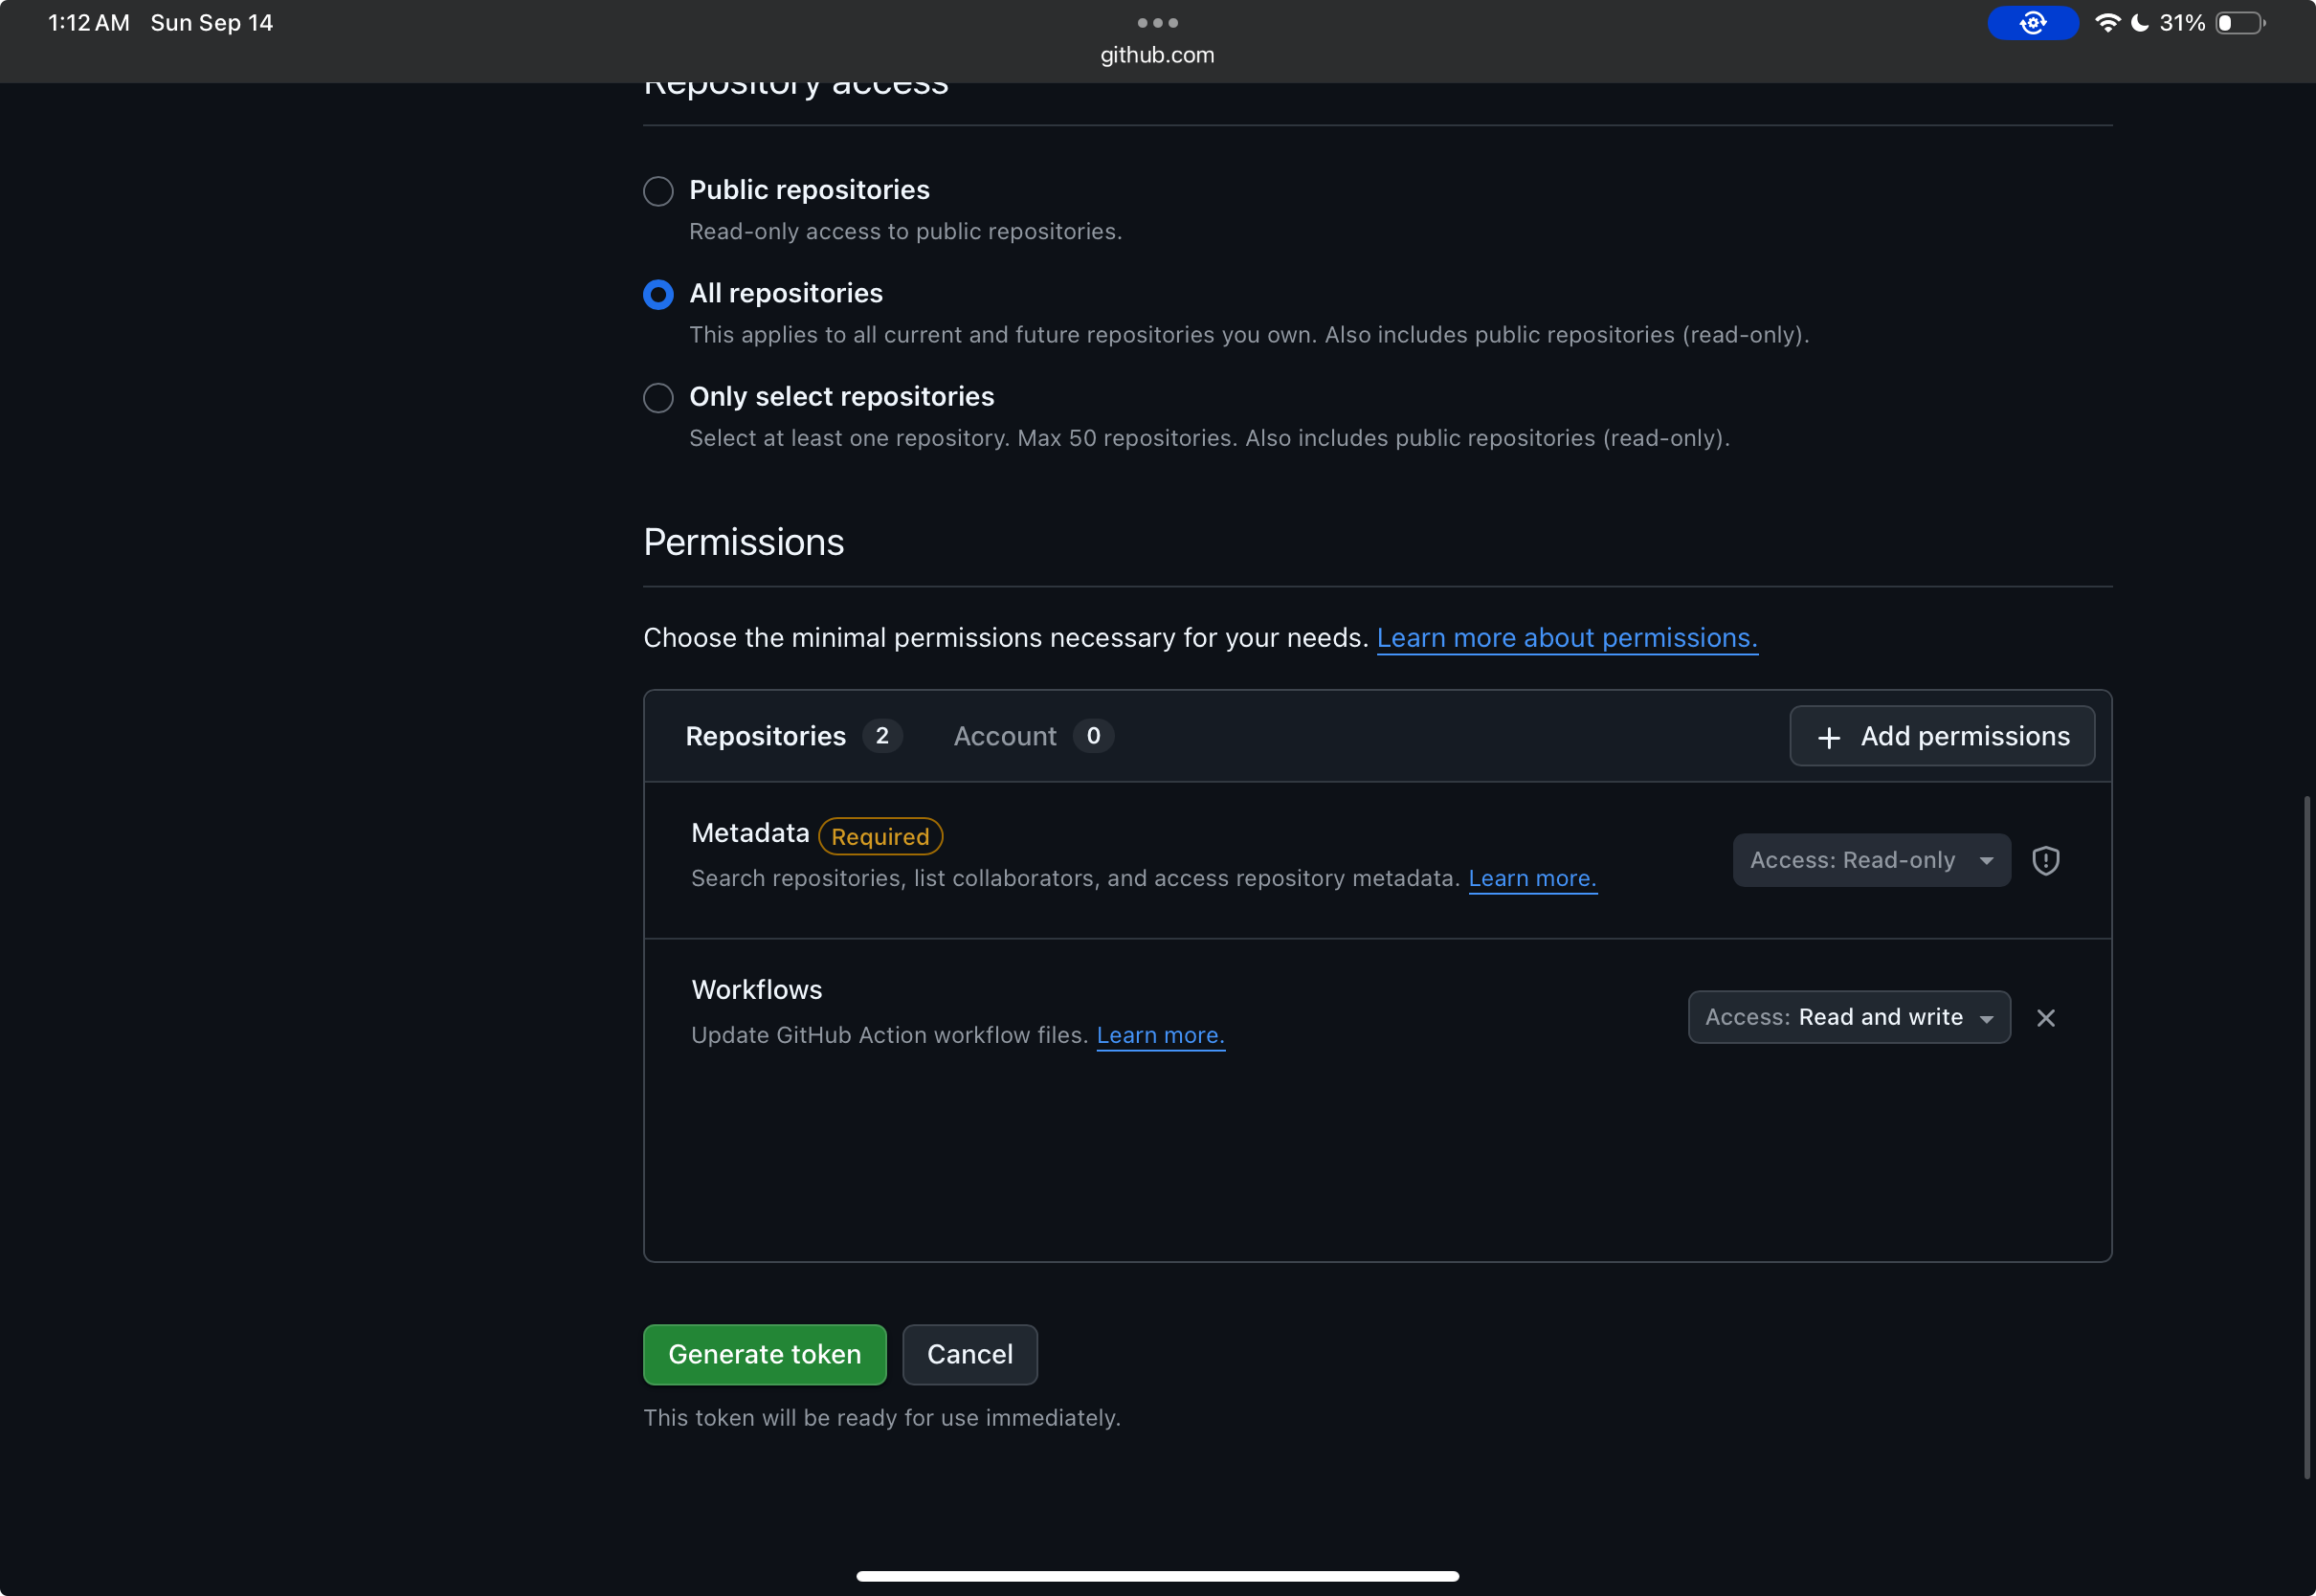 1:12 AM Sun Sep 14
31%
github.com
Repository access
Public repositories
Read-only access to public repositories.
All repositories
This applies to all current and future repositories you own. Also includes public repositories (read-only).
Only select repositories
Select at least one repository. Max 50 repositories. Also includes public repositories (read-only).
Permissions
Choose the minimal permissions necessary for your needs. Learn more about permissions.
Repositories 2 Account 0 + Add permissions
Metadata Required
Access: Read-only
Search repositories, list collaborators, and access repository metadata. Learn more.
Workflows
Access: Read and write
Update GitHub Action workflow files. Learn more.
Generate token Cancel
This token will be ready for use immediately.